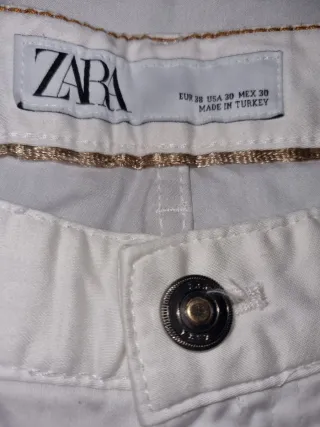 ZARA
EUR 38 USA 30 MEX 30
MADE IN TURKEY